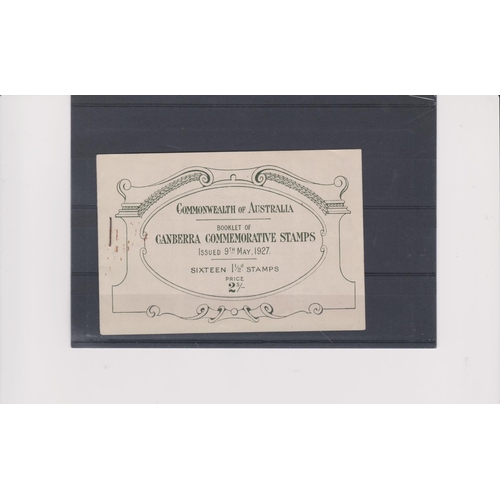 COMMONWEALTH OF AUSTRALIA
BOOKLET OF
CANBERRA COMMEMORATIVE STAMPS
ISSUED 9TH MAY, 1927.
SIXTEEN 1½D STAMPS
PRICE
2/-